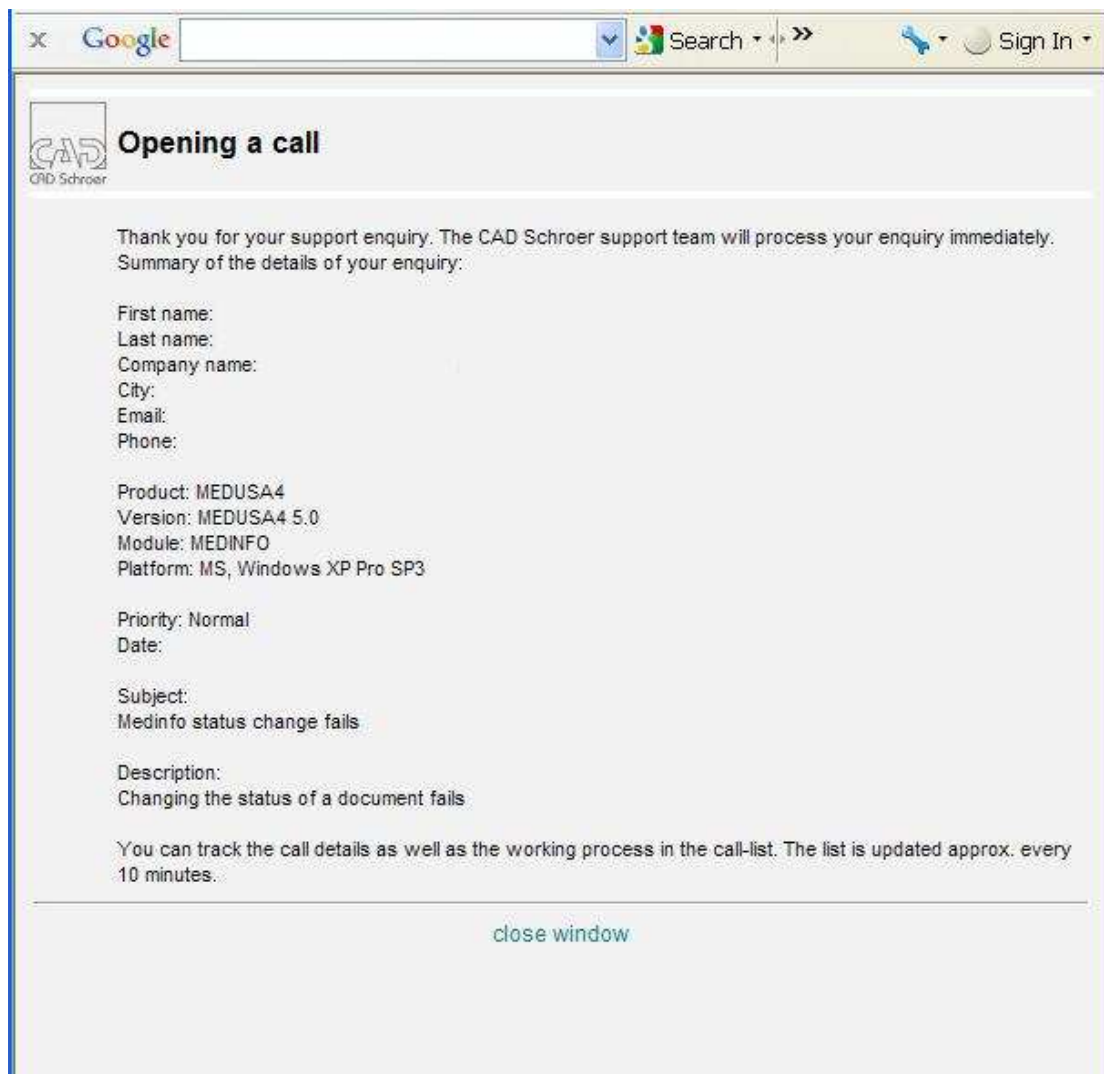 x Google Search » Sign In
CAD
CAD Schroer
Opening a call
Thank you for your support enquiry. The CAD Schroer support team will process your enquiry immediately.
Summary of the details of your enquiry:
First name:
Last name:
Company name:
City:
Email:
Phone:
Product: MEDUSA4
Version: MEDUSA4 5.0
Module: MEDINFO
Platform: MS, Windows XP Pro SP3
Priority: Normal
Date:
Subject:
Medinfo status change fails
Description:
Changing the status of a document fails
You can track the call details as well as the working process in the call-list. The list is updated approx. every
10 minutes.
close window